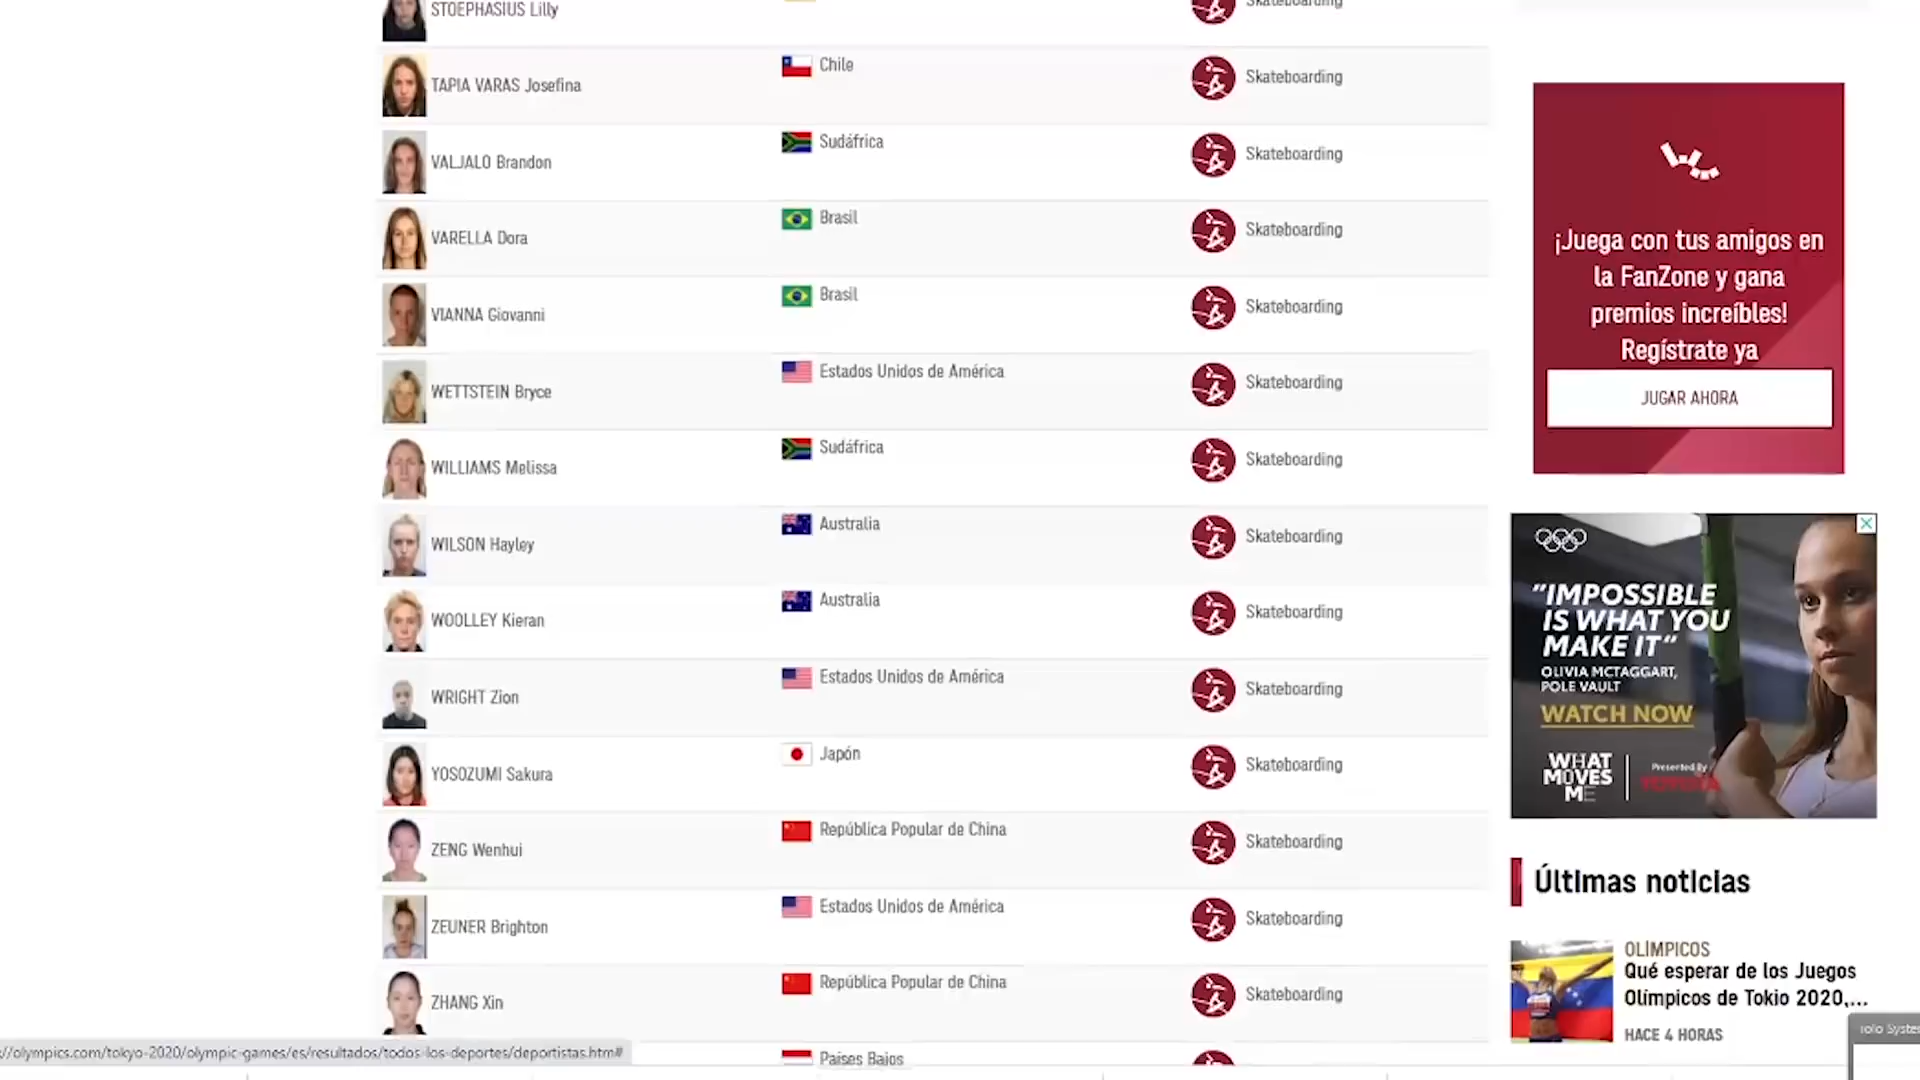 STOEPHASIUS Lilly
Skateboarding
TAPIA VARAS Josefina Chile Skateboarding
VALJALO Brandon Sudáfrica Skateboarding
VARELLA Dora Brasil Skateboarding
VIANNA Giovanni Brasil Skateboarding
WETTSTEIN Bryce Estados Unidos de América Skateboarding
WILLIAMS Melissa Sudáfrica Skateboarding
WILSON Hayley Australia Skateboarding
WOOLLEY Kieran Australia Skateboarding
WRIGHT Zion Estados Unidos de América Skateboarding
YOSOZUMI Sakura Japón Skateboarding
ZENG Wenhui República Popular de China Skateboarding
ZEUNER Brighton Estados Unidos de América Skateboarding
ZHANG Xin República Popular de China Skateboarding
Países Bajos
//olympics.com/tokyo-2020/olympic-games/es/resultados/todos-los-deportes/deportistas.htm#
¡Juega con tus amigos en
la FanZone y gana
premios increíbles!
Regístrate ya
JUGAR AHORA
"IMPOSSIBLE
IS WHAT YOU
MAKE IT"
OLIVIA MCTAGGART,
POLE VAULT
WATCH NOW
WHAT
MOVES
ME
Presented By
TOYOTA
Últimas noticias
OLÍMPICOS
Qué esperar de los Juegos
Olímpicos de Tokio 2020,...
HACE 4 HORAS